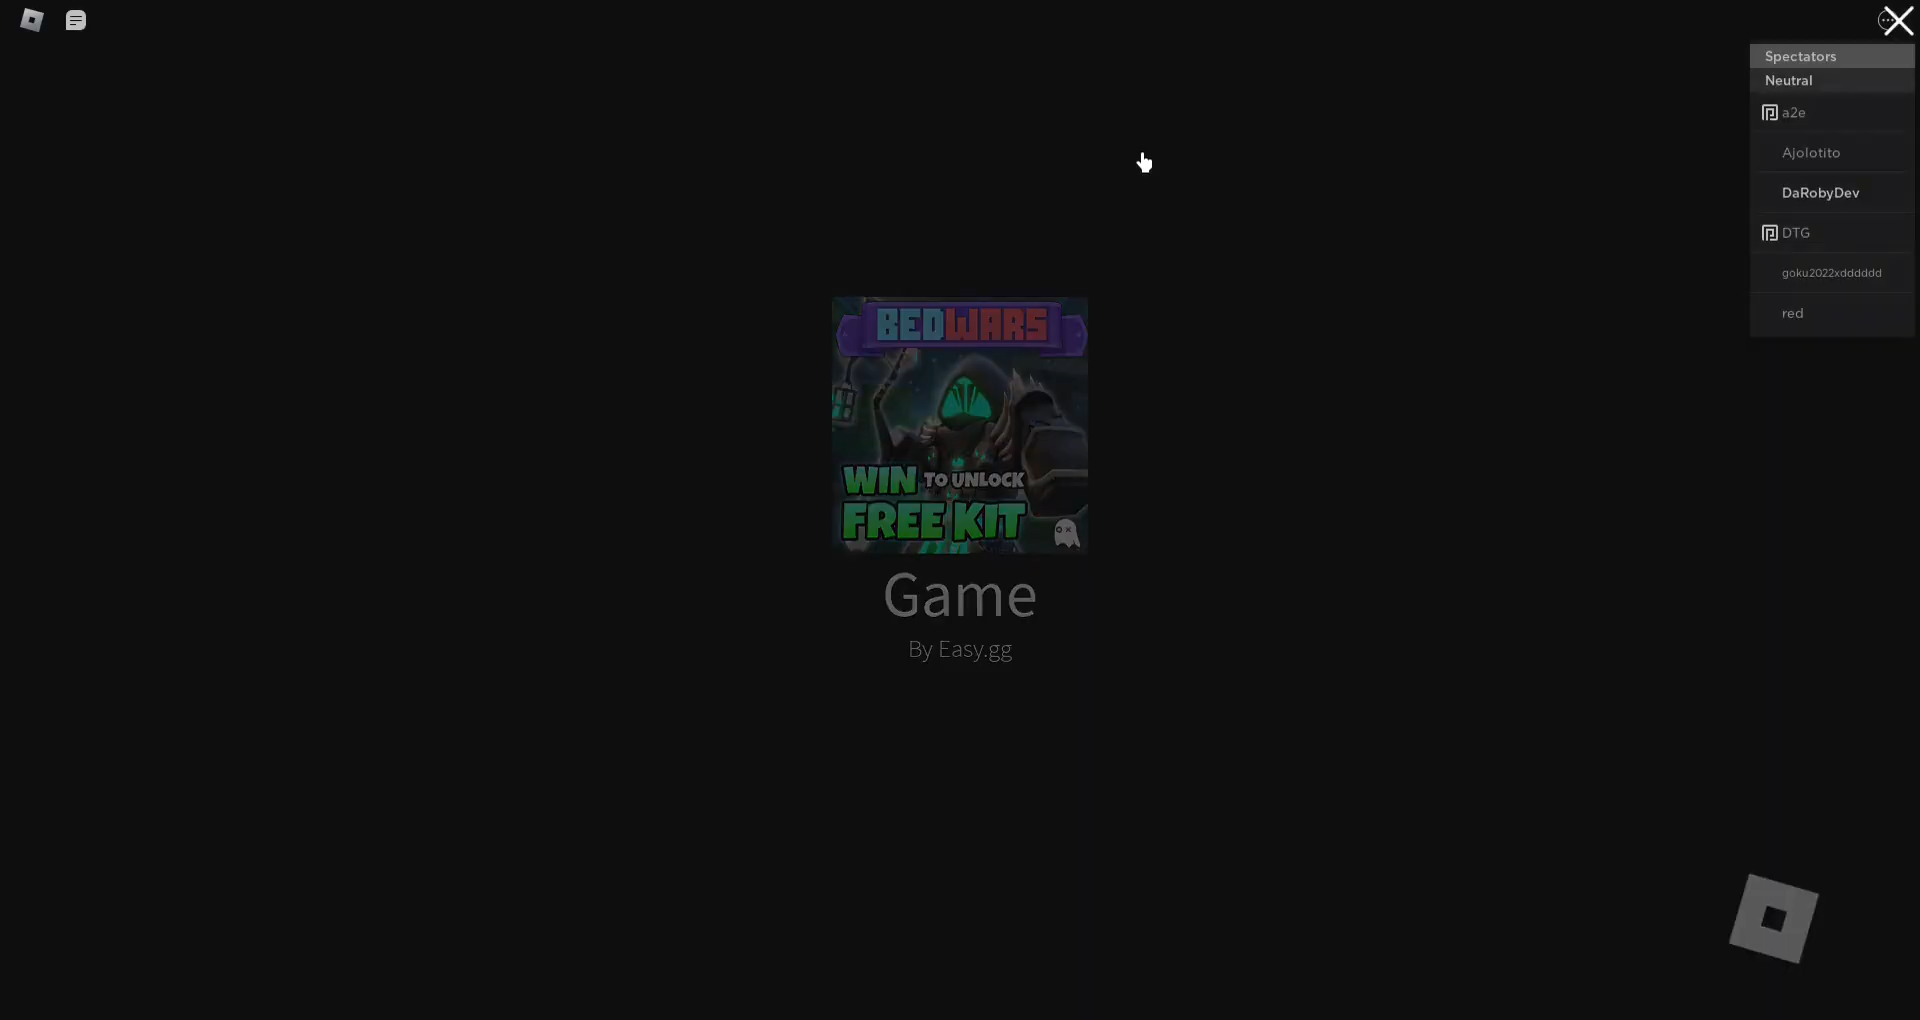 Spectators
Neutral
a2e
Ajolotito
DaRobyDev
DTG
goku2022xdddddd
red
BEDWARS
WIN TO UNLOCK
FREE KIT
Game
By Easy.gg